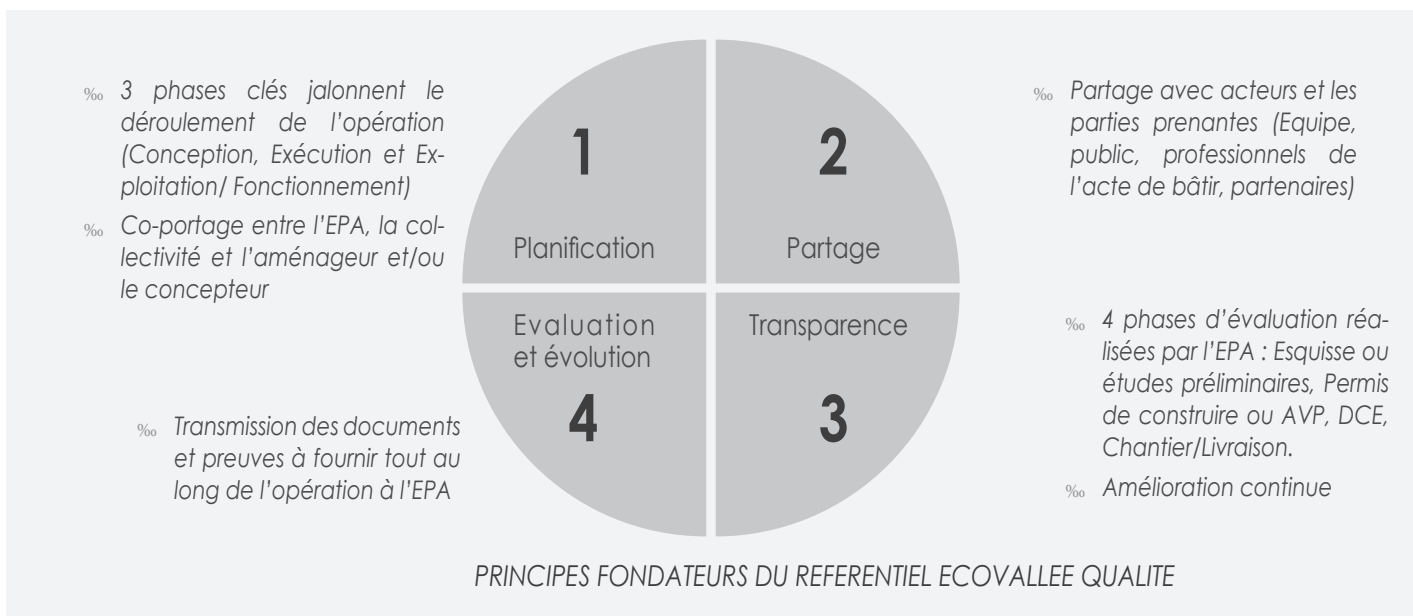 ‰ 3 phases clés jalonnent le
déroulement de l'opération
(Conception, Exécution et Ex-
ploitation/ Fonctionnement)
‰ Co-portage entre l'EPA, la col-
lectivité et l'aménageur et/ou
le concepteur
1
Planification
2
Partage
‰ Partage avec acteurs et les
parties prenantes (Equipe,
public, professionnels de
l'acte de bâtir, partenaires)
Evaluation
et évolution
4
‰ Transmission des documents
et preuves à fournir tout au
long de l'opération à l'EPA
Transparence
3
‰ 4 phases d'évaluation réa-
lisées par l'EPA : Esquisse ou
études préliminaires, Permis
de construire ou AVP, DCE,
Chantier/Livraison.
‰ Amélioration continue
PRINCIPES FONDATEURS DU REFERENTIEL ECOVALLEE QUALITE